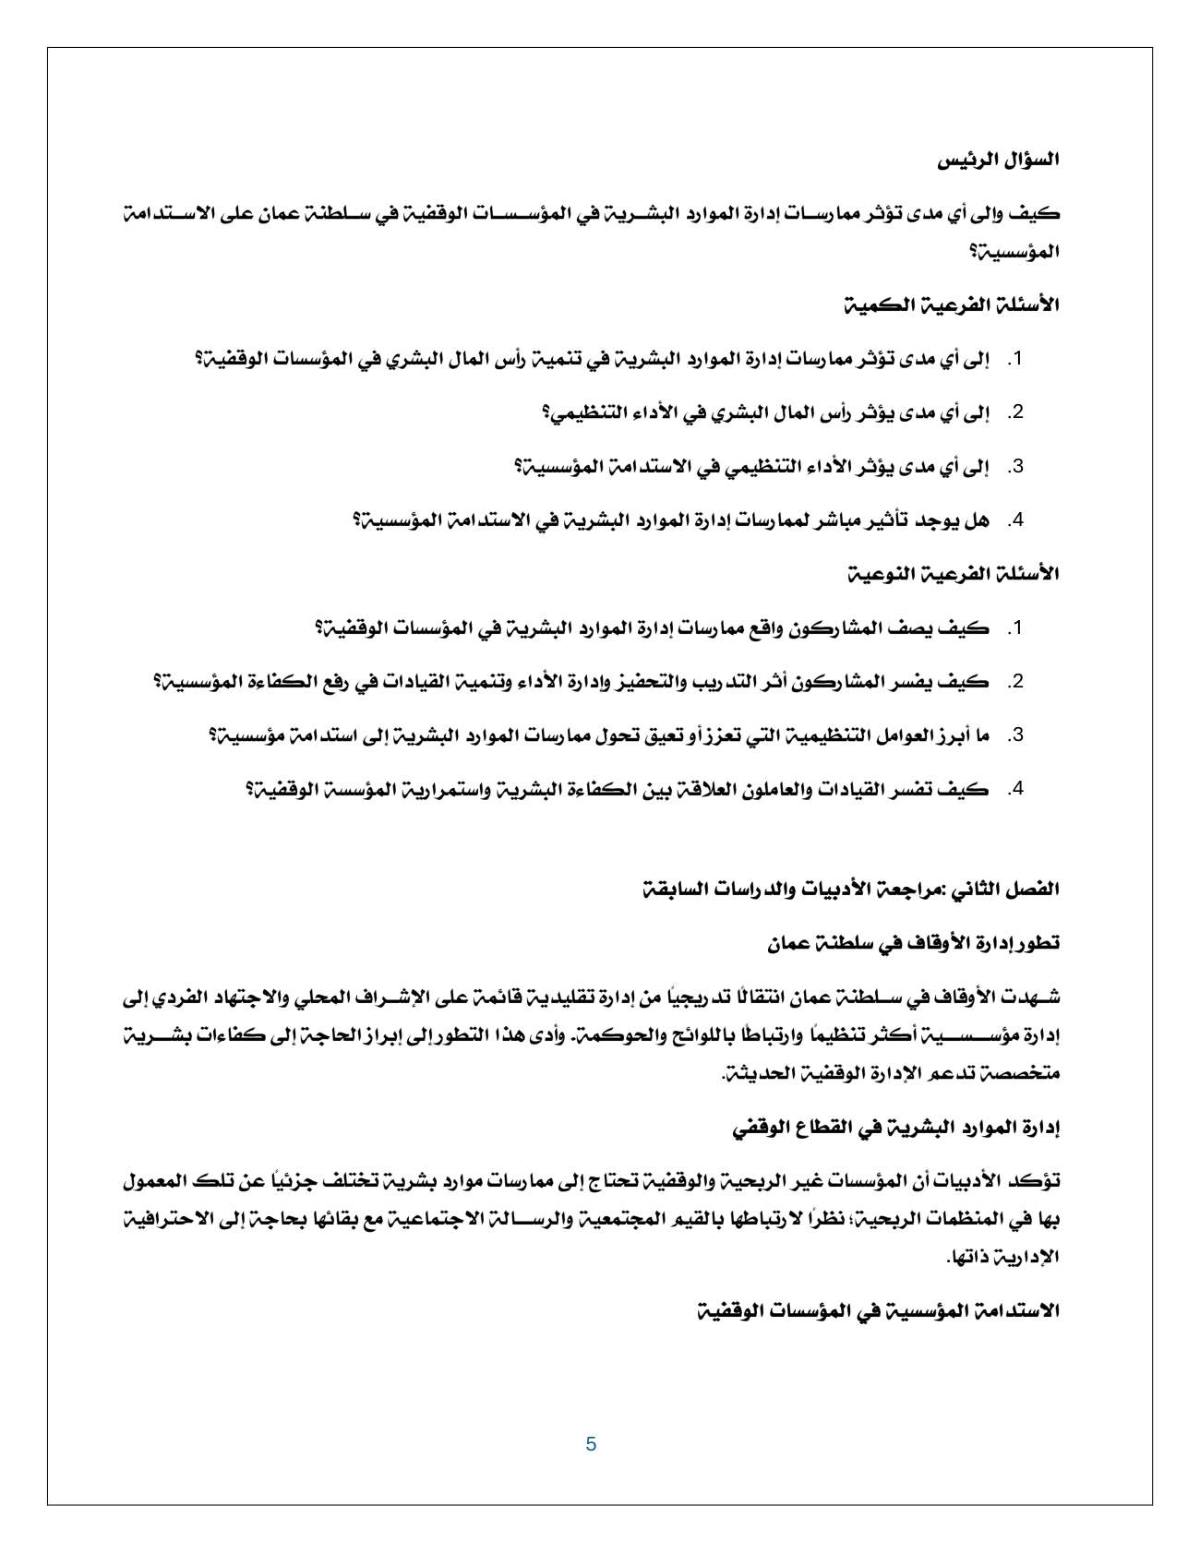 السؤال الرئيس
كيف وإلى أي مدى تؤثر ممارسات إدارة الموارد البشرية في المؤسسات الوقفية في سلطنة عمان على الاستدامة
المؤسسية؟
الأسئلة الفرعية الكمية
1. إلى أي مدى تؤثر ممارسات إدارة الموارد البشرية في تنمية رأس المال البشري في المؤسسات الوقفية؟
2. إلى أي مدى يؤثر رأس المال البشري في الأداء التنظيمي؟
3. إلى أي مدى يؤثر الأداء التنظيمي في الاستدامة المؤسسية؟
4. هل يوجد تأثير مباشر لممارسات إدارة الموارد البشرية في الاستدامة المؤسسية؟
الأسئلة الفرعية النوعية
1. كيف يصف المشاركون واقع ممارسات إدارة الموارد البشرية في المؤسسات الوقفية؟
2. كيف يفسر المشاركون أثر التدريب والتحفيز وإدارة الأداء وتنمية القيادات في رفع الكفاءة المؤسسية؟
3. ما أبرز العوامل التنظيمية التي تعزز أو تعيق تحول ممارسات الموارد البشرية إلى استدامة مؤسسية؟
4. كيف تفسر القيادات والعاملون العلاقة بين الكفاءة البشرية واستمرارية المؤسسة الوقفية؟
الفصل الثاني :مراجعة الأدبيات والدراسات السابقة
تطور إدارة الأوقاف في سلطنة عمان
شهدت الأوقاف في سلطنة عمان انتقالًا تدريجيًا من إدارة تقليدية قائمة على الإشراف المحلي والاجتهاد الفردي إلى
إدارة مؤسسية أكثر تنظيمًا وارتباطًا باللوائح والحوكمة. وأدى هذا التطور إلى إبراز الحاجة إلى كفاءات بشرية
متخصصة تدعم الإدارة الوقفية الحديثة.
إدارة الموارد البشرية في القطاع الوقفي
تؤكد الأدبيات أن المؤسسات غير الربحية والوقفية تحتاج إلى ممارسات موارد بشرية تختلف جزئيًا عن تلك المعمول
بها في المنظمات الربحية؛ نظرًا لارتباطها بالقيم المجتمعية والرسالة الاجتماعية مع بقائها بحاجة إلى الاحترافية
الإدارية ذاتها.
الاستدامة المؤسسية في المؤسسات الوقفية
5